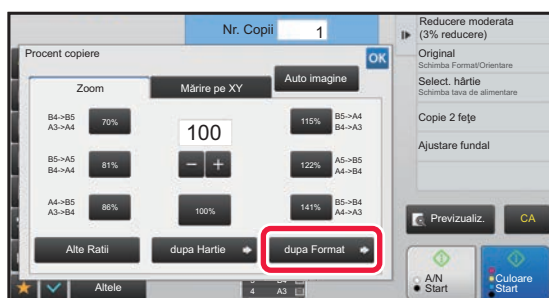 Nr. Copii 1
Procent copiere
OK
Zoom
Mărire pe XY
Auto imagine
B4->B5
A3->A4
70%
100
115%
B5->A4
B4->A3
B5->A5
B4->A4
81%
122%
A5->B5
A4->B4
A4->B5
A3->B4
86%
100%
141%
B5->B4
A4->A3
Alte Ratii
dupa Hartie
dupa Format
Altele
4 A3
Reducere moderata
(3% reducere)
Original
Schimba Format/Orientare
Select. hârtie
Schimba tava de alimentare
Copie 2 feţe
Ajustare fundal
Previzualiz.
CA
A/N
Start
Culoare
Start